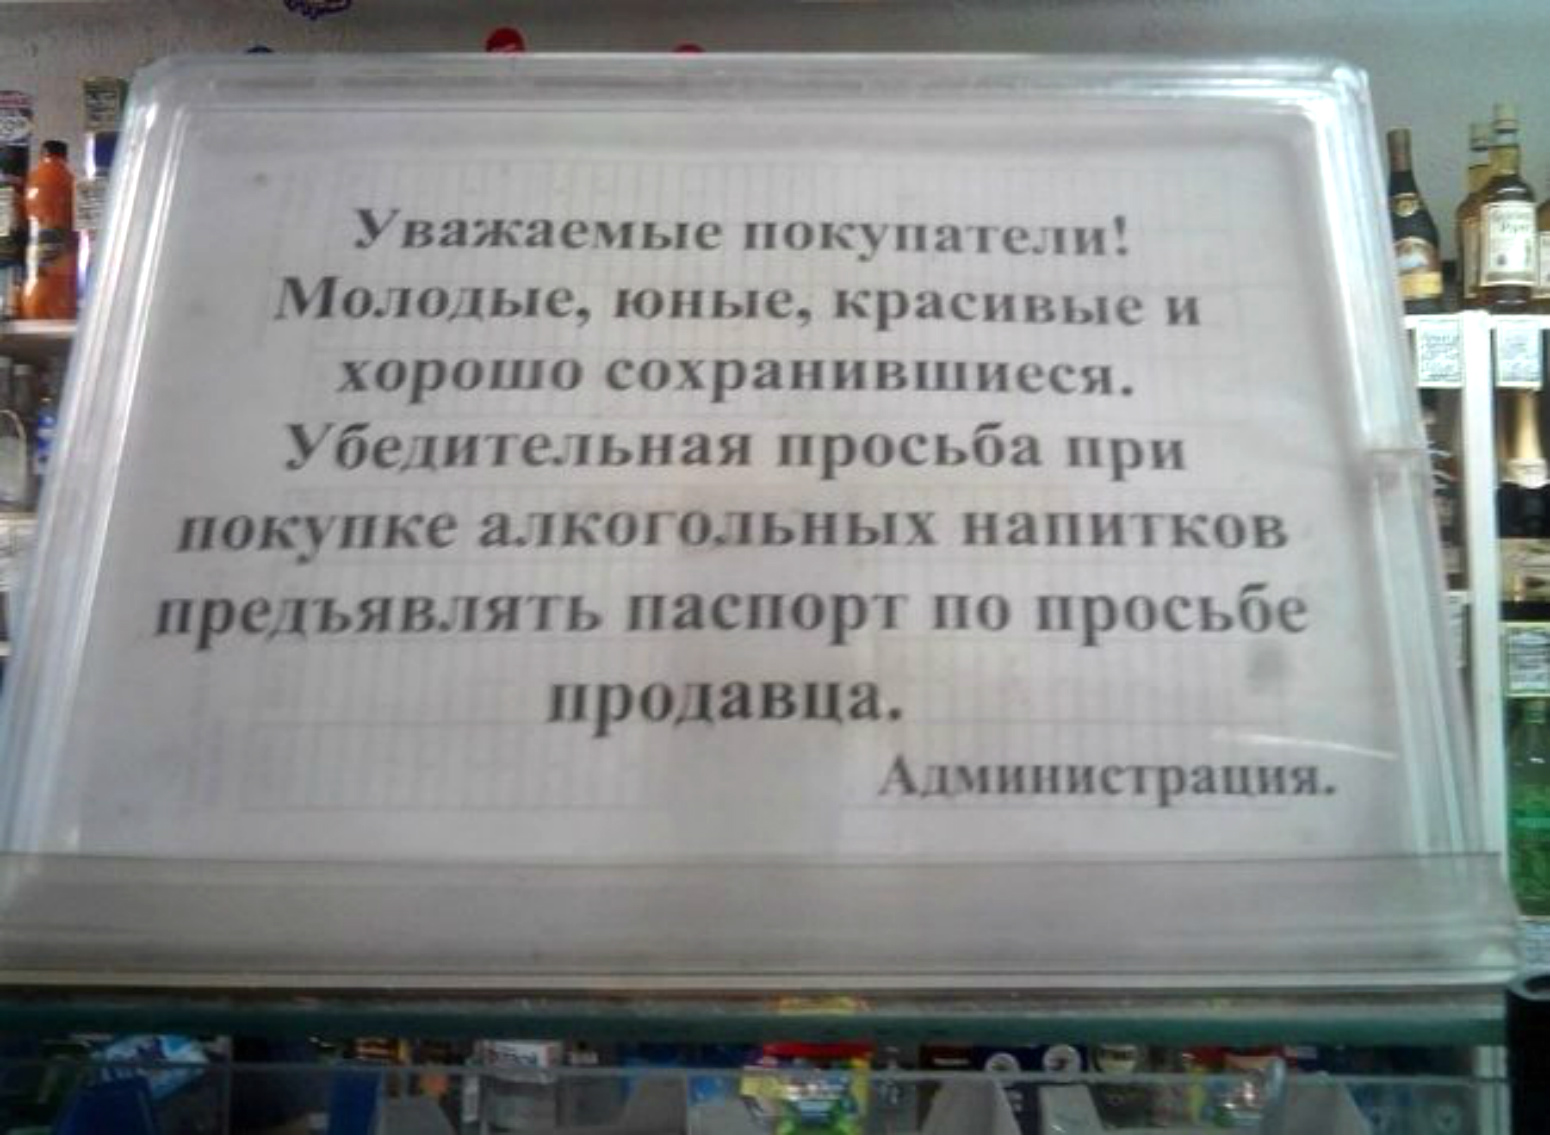 Уважаемые покупатели!
Молодые, юные, красивые и
хорошо сохранившиеся.
Убедительная просьба при
покупке алкогольных напитков
предъявлять паспорт по просьбе
продавца.
Администрация.